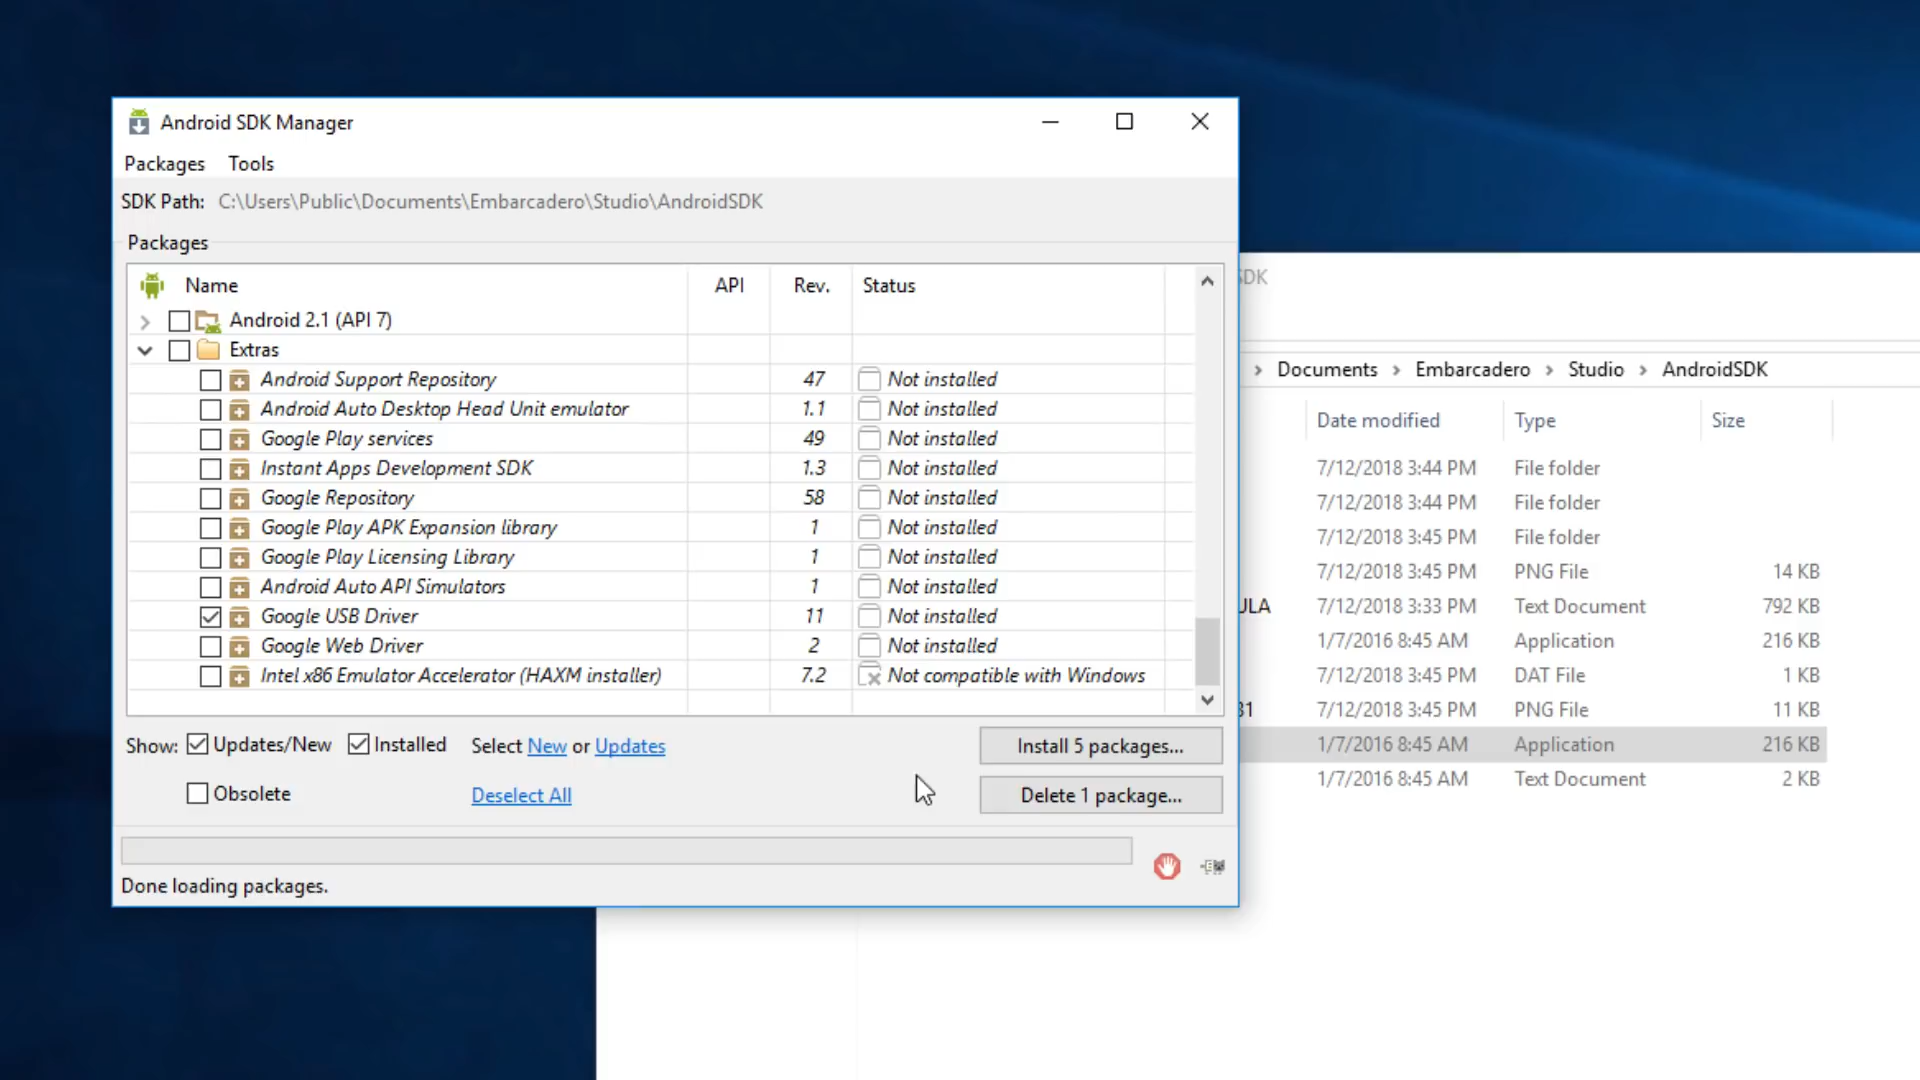 Android SDK Manager
Packages Tools
SDK Path: C:\Users\Public\Documents\Embarcadero\Studio\AndroidSDK
Packages
Name API Rev. Status
Android 2.1 (API 7)
Extras
Android Support Repository 47 Not installed
Android Auto Desktop Head Unit emulator 1.1 Not installed
Google Play services 49 Not installed
Instant Apps Development SDK 1.3 Not installed
Google Repository 58 Not installed
Google Play APK Expansion library 1 Not installed
Google Play Licensing Library 1 Not installed
Android Auto API Simulators 1 Not installed
Google USB Driver 11 Not installed
Google Web Driver 2 Not installed
Intel x86 Emulator Accelerator (HAXM installer) 7.2 Not compatible with Windows
Show: Updates/New Installed Select New or Updates Install 5 packages...
Obsolete Deselect All Delete 1 package...
Done loading packages.
SDK
Documents Embarcadero Studio AndroidSDK
Date modified Type Size
7/12/2018 3:44 PM File folder
7/12/2018 3:44 PM File folder
7/12/2018 3:45 PM File folder
7/12/2018 3:45 PM PNG File 14 KB
ULA 7/12/2018 3:33 PM Text Document 792 KB
1/7/2016 8:45 AM Application 216 KB
7/12/2018 3:45 PM DAT File 1 KB
31 7/12/2018 3:45 PM PNG File 11 KB
1/7/2016 8:45 AM Application 216 KB
1/7/2016 8:45 AM Text Document 2 KB